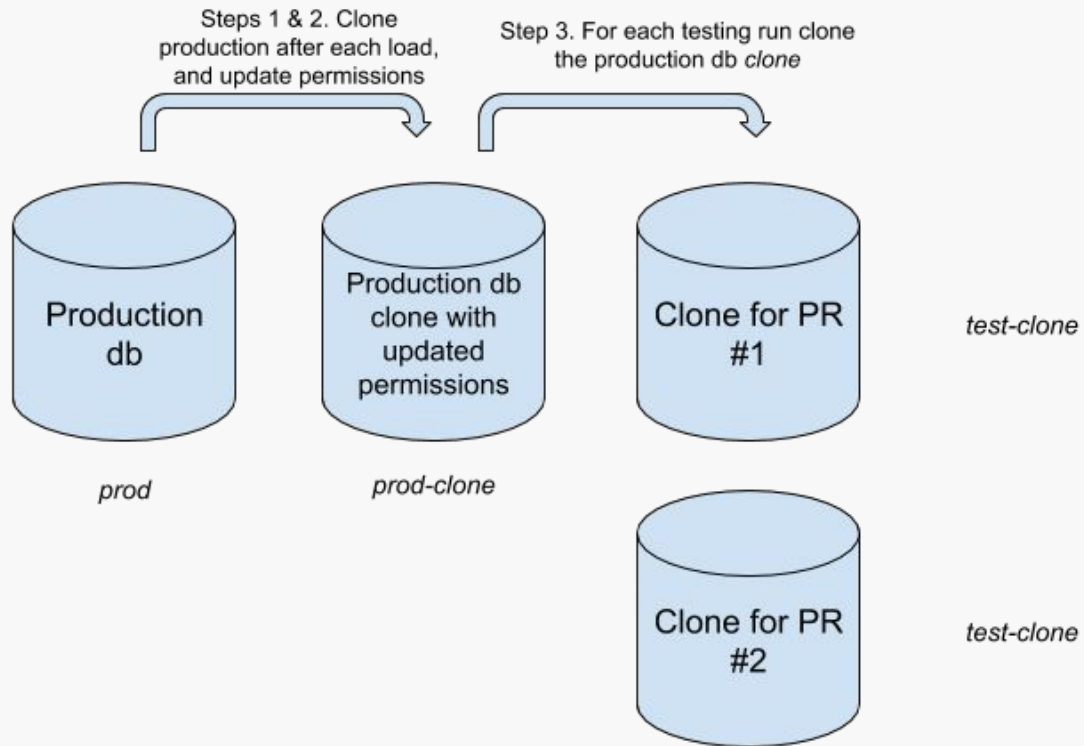 Steps 1 & 2. Clone
production after each load,
and update permissions
Step 3. For each testing run clone
the production db clone
Production
db
Production db
clone with
updated
permissions
Clone for PR
#1
test-clone
prod
prod-clone
Clone for PR
#2
test-clone